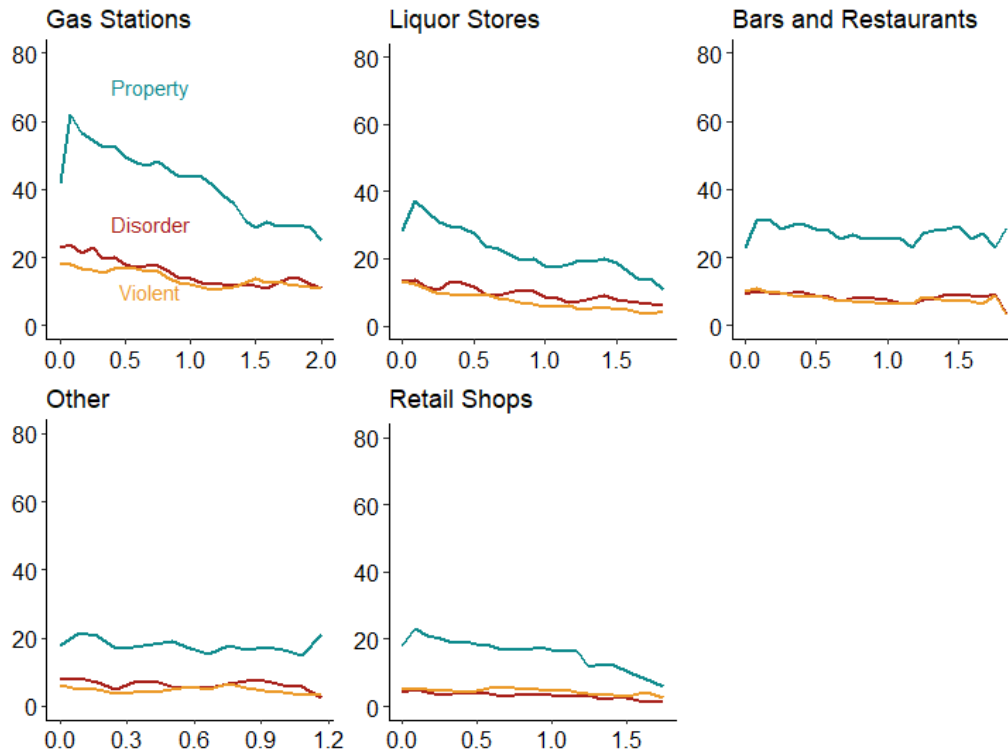 Gas Stations
80
60
40
20
0
Property
Disorder
Violent
0.0 0.5 1.0 1.5 2.0
Liquor Stores
80
60
40
20
0
0.0 0.5 1.0 1.5
Bars and Restaurants
80
60
40
20
0
0.0 0.5 1.0 1.5
Other
80
60
40
20
0
0.0 0.3 0.6 0.9 1.2
Retail Shops
80
60
40
20
0
0.0 0.5 1.0 1.5